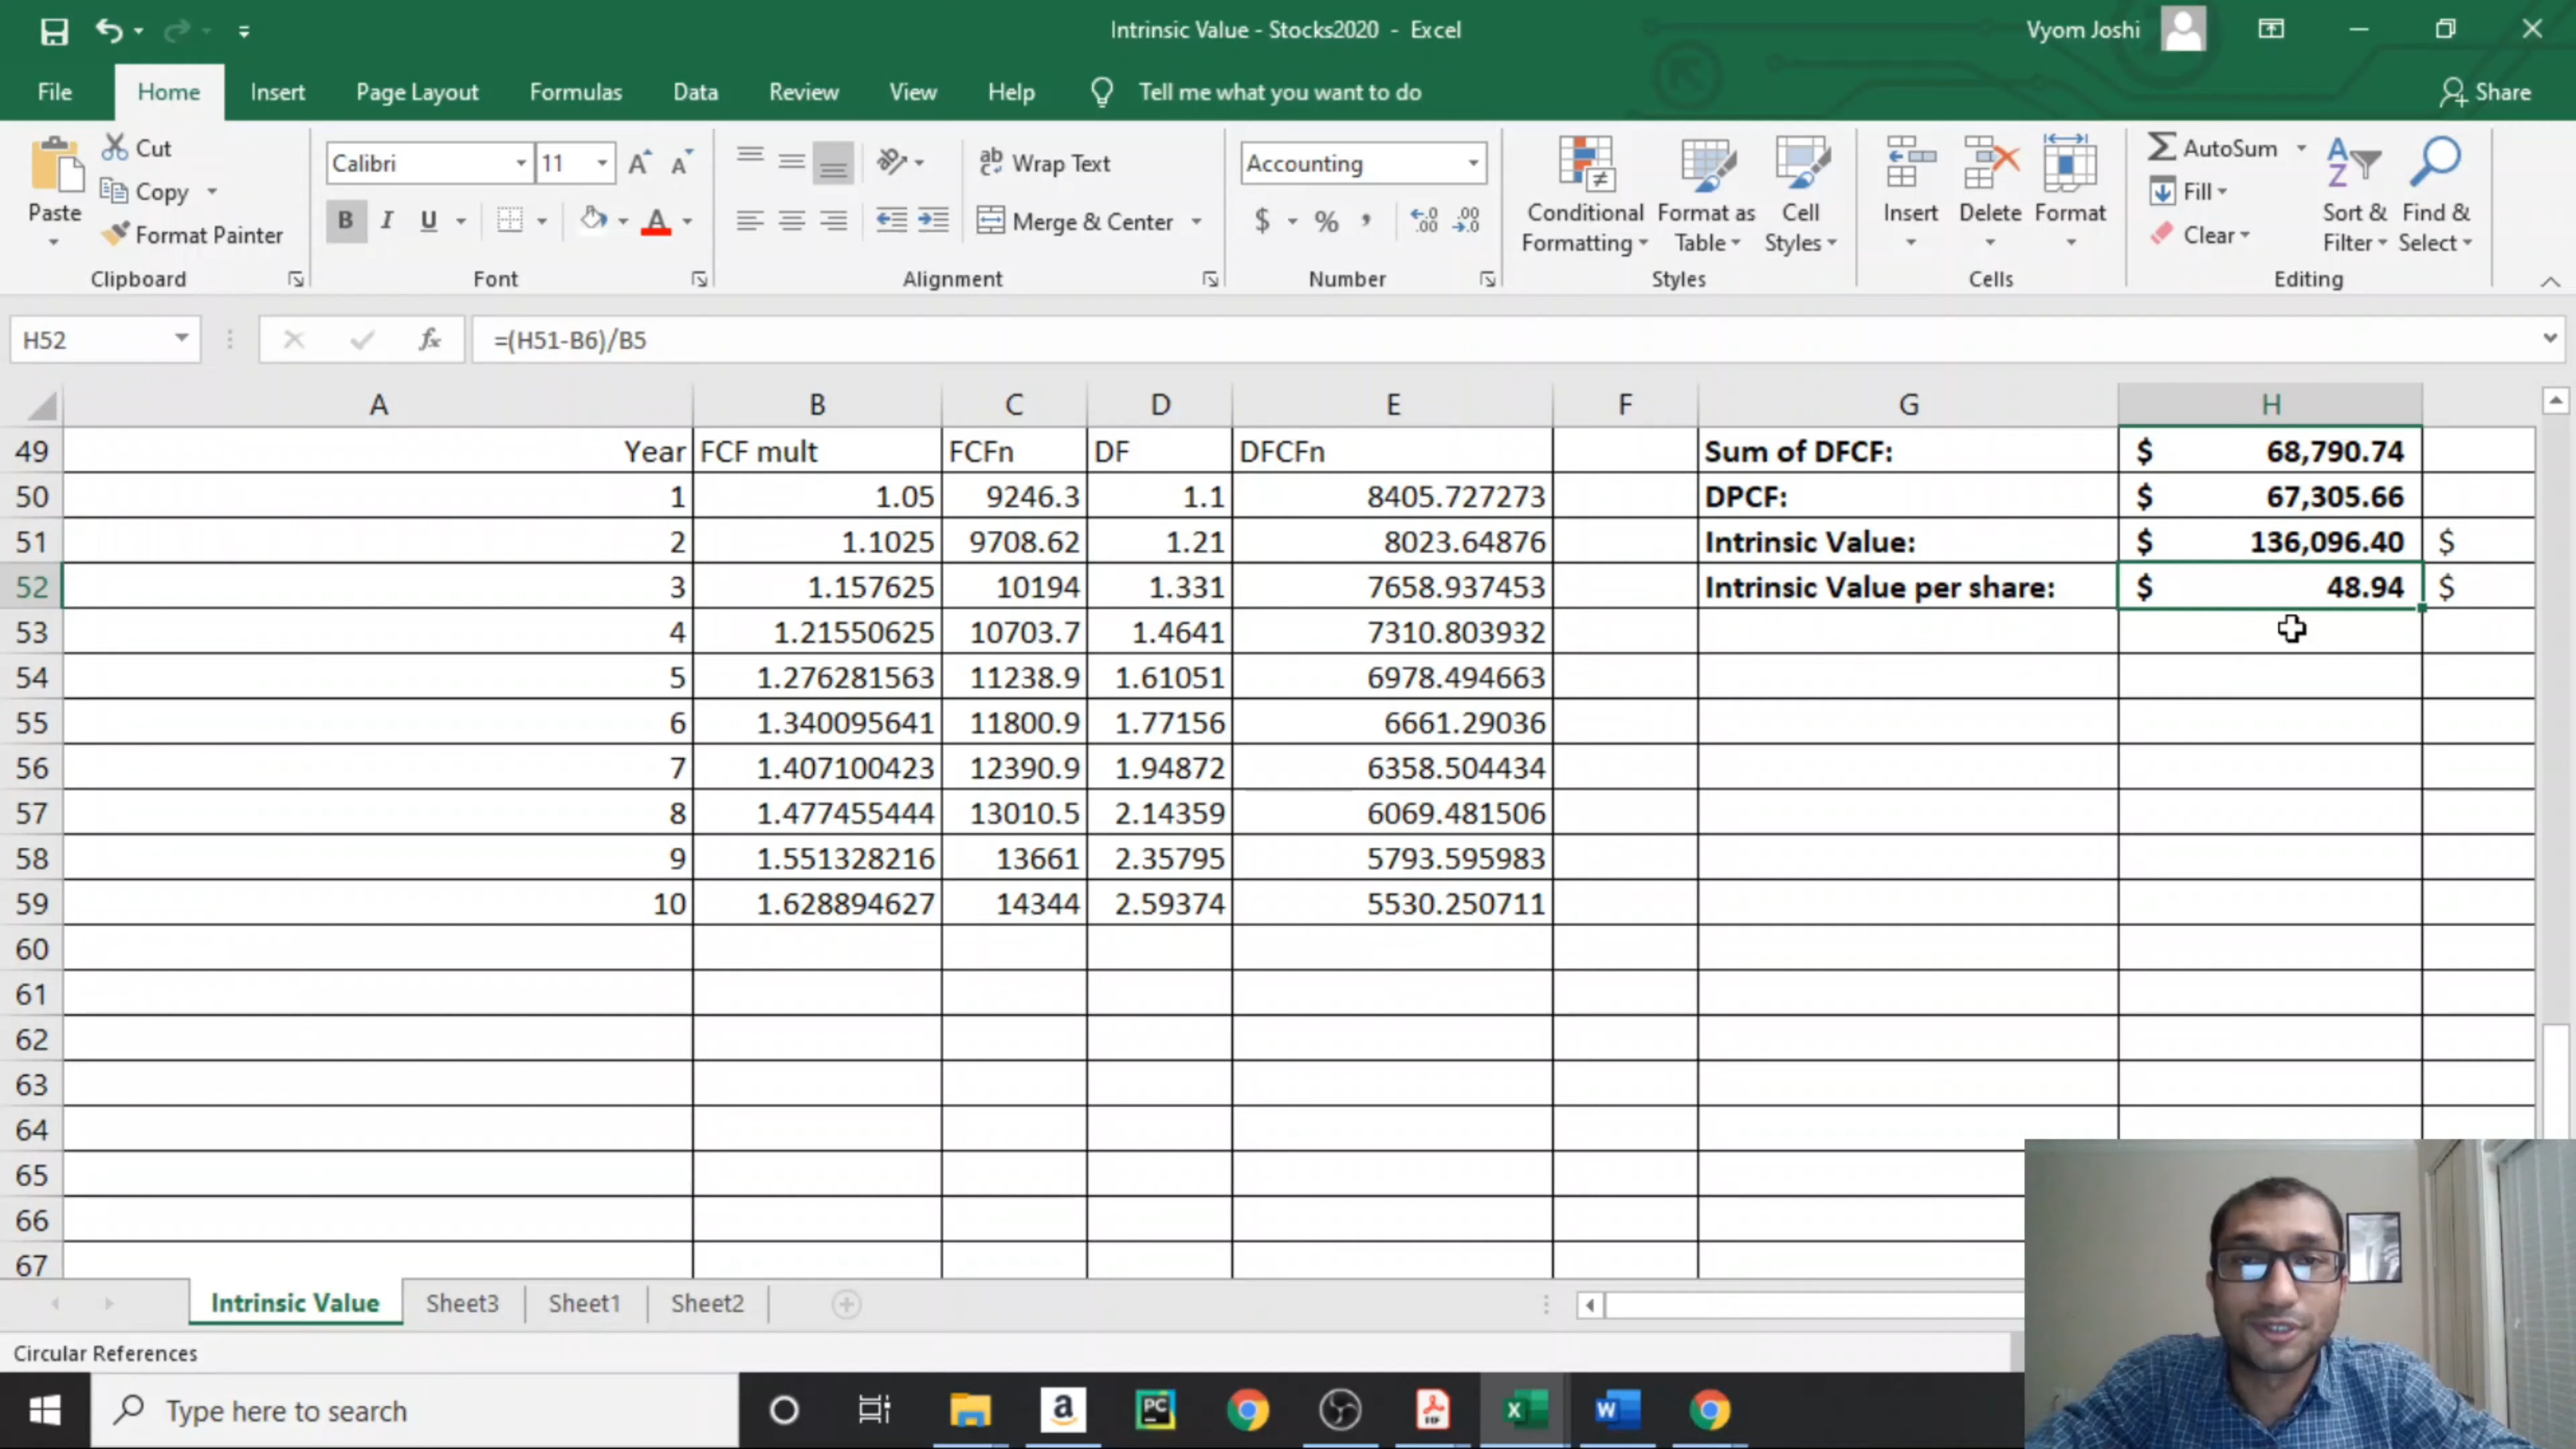 Intrinsic Value - Stocks2020 - Excel
Vyom Joshi
File Home Insert Page Layout Formulas Data Review View Help Tell me what you want to do Share
Paste
Cut
Copy
Format Painter
Clipboard
Calibri 11
B I U A
Font
Wrap Text
Merge & Center
Alignment
Accounting
$ % ,
Number
Conditional Formatting
Format as Table
Cell Styles
Styles
Insert Delete Format
Cells
AutoSum
Fill
Clear
Sort & Filter
Find & Select
Editing
H52 fx =(H51-B6)/B5
A B C D E F G H
49 Year FCF mult FCFn DF DFCFn Sum of DFCF: $ 68,790.74
50 1 1.05 9246.3 1.1 8405.727273 DPCF: $ 67,305.66
51 2 1.1025 9708.62 1.21 8023.64876 Intrinsic Value: $ 136,096.40 $
52 3 1.157625 10194 1.331 7658.937453 Intrinsic Value per share: $ 48.94 $
53 4 1.21550625 10703.7 1.4641 7310.803932
54 5 1.276281563 11238.9 1.61051 6978.494663
55 6 1.340095641 11800.9 1.77156 6661.29036
56 7 1.407100423 12390.9 1.94872 6358.504434
57 8 1.477455444 13010.5 2.14359 6069.481506
58 9 1.551328216 13661 2.35795 5793.595983
59 10 1.628894627 14344 2.59374 5530.250711
60
61
62
63
64
65
66
67
Intrinsic Value Sheet3 Sheet1 Sheet2
Circular References
Type here to search